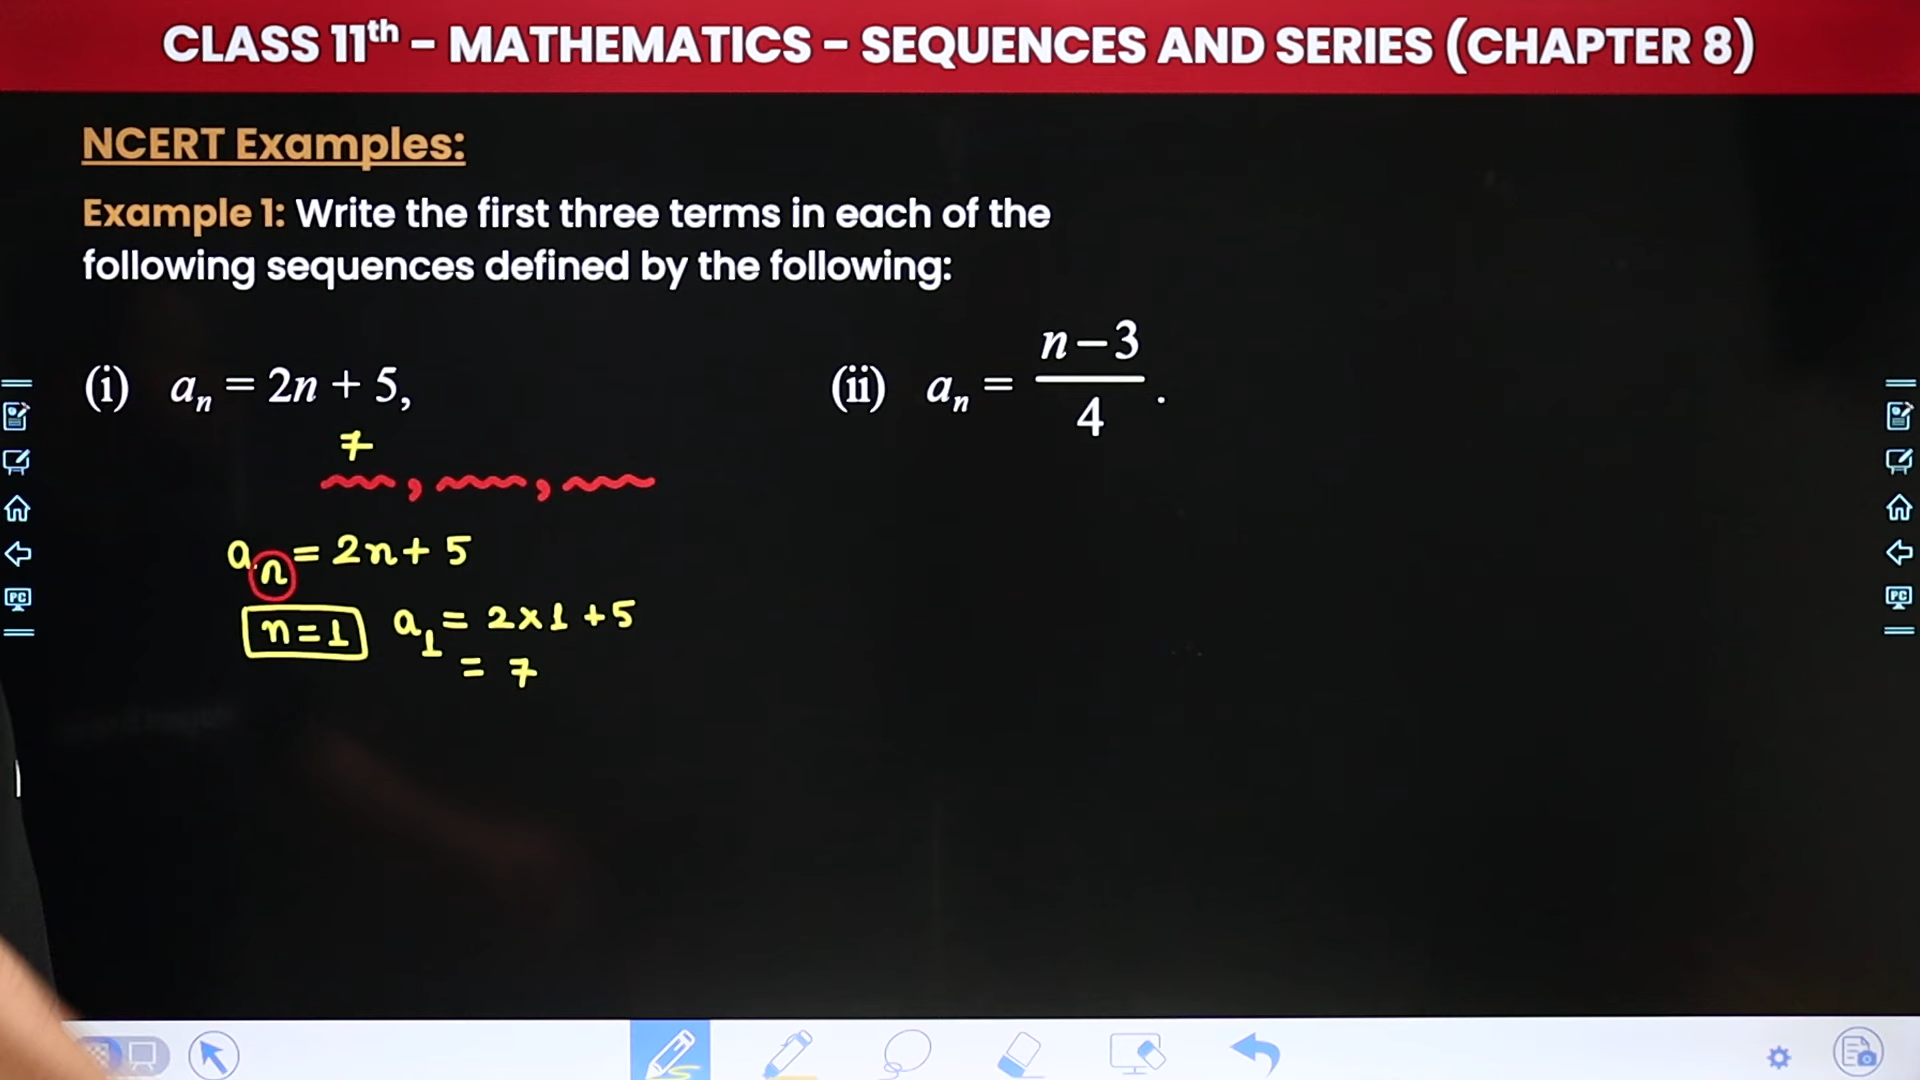 CLASS 11th - MATHEMATICS - SEQUENCES AND SERIES (CHAPTER 8)
NCERT Examples:
Example 1: Write the first three terms in each of the
following sequences defined by the following:
(i) aₙ = 2n + 5,
(ii) aₙ = (n − 3)/4 .
7
, ,
aₙ = 2n + 5
n = 1 a₁ = 2 × 1 + 5
= 7
PC
PC